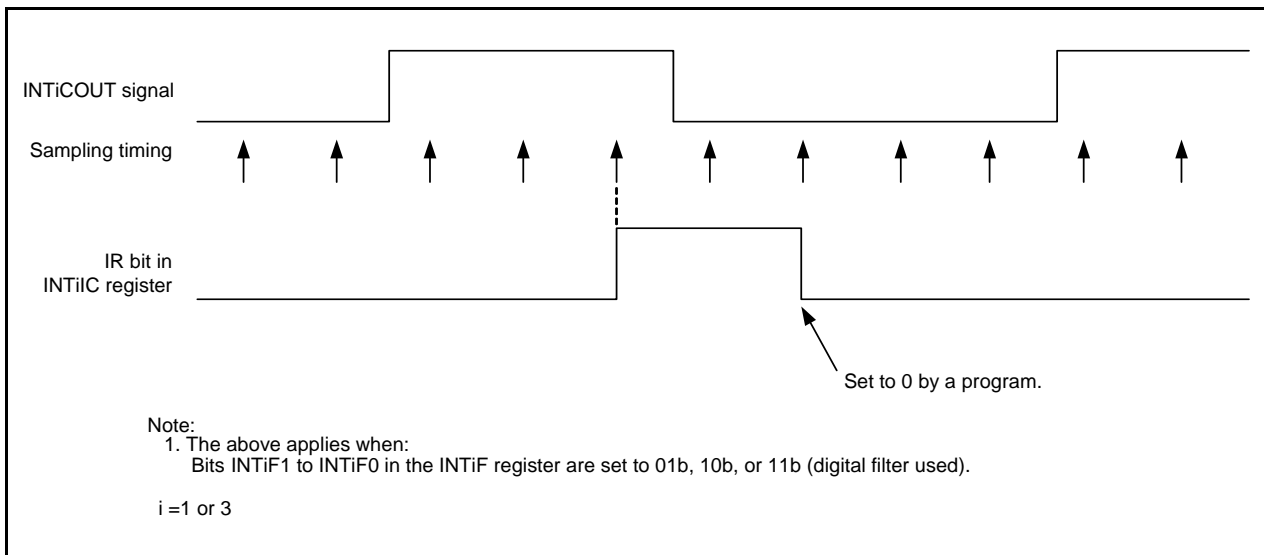 INTiCOUT signal
Sampling timing
IR bit in
INTiIC register
Set to 0 by a program.
Note:
1. The above applies when:
Bits INTiF1 to INTiF0 in the INTiF register are set to 01b, 10b, or 11b (digital filter used).
i =1 or 3